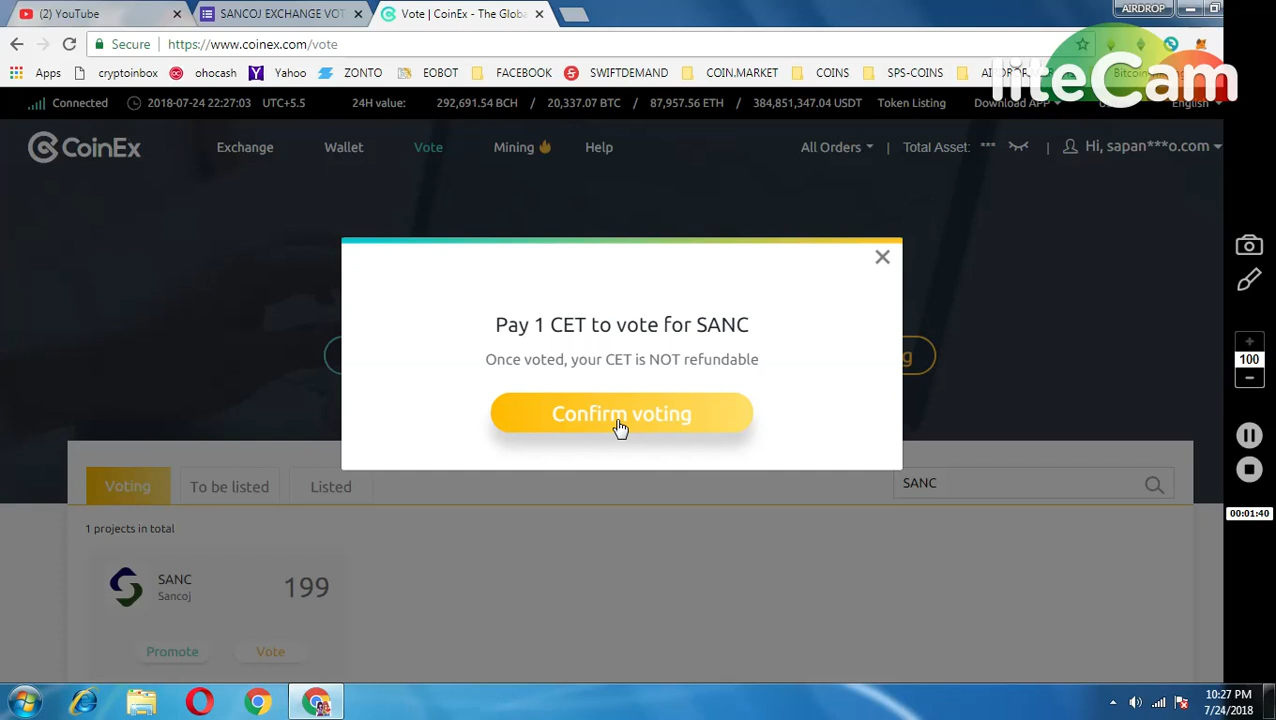 (2) YouTube
SANCOJ EXCHANGE VOT
Vote | CoinEx - The Globa
AIRDROP
Secure
https://www.coinex.com/vote
Apps
cryptoinbox
ohocash
Yahoo
ZONTO
EOBOT
FACEBOOK
SWIFTDEMAND
COIN.MARKET
COINS
SPS-COINS
liteCam
Connected
2018-07-24 22:27:03 UTC+5.5
24H value: 292,691.54 BCH / 20,337.07 BTC / 87,957.56 ETH / 384,851,347.04 USDT
Token Listing
Download APP
English
CoinEx
Exchange
Wallet
Vote
Mining
Help
All Orders
Total Asset: ***
Hi, sapan***o.com
Pay 1 CET to vote for SANC
Once voted, your CET is NOT refundable
Confirm voting
g
100
Voting
To be listed
Listed
SANC
00:01:40
1 projects in total
SANC
Sancoj
199
Promote
Vote
10:27 PM
7/24/2018